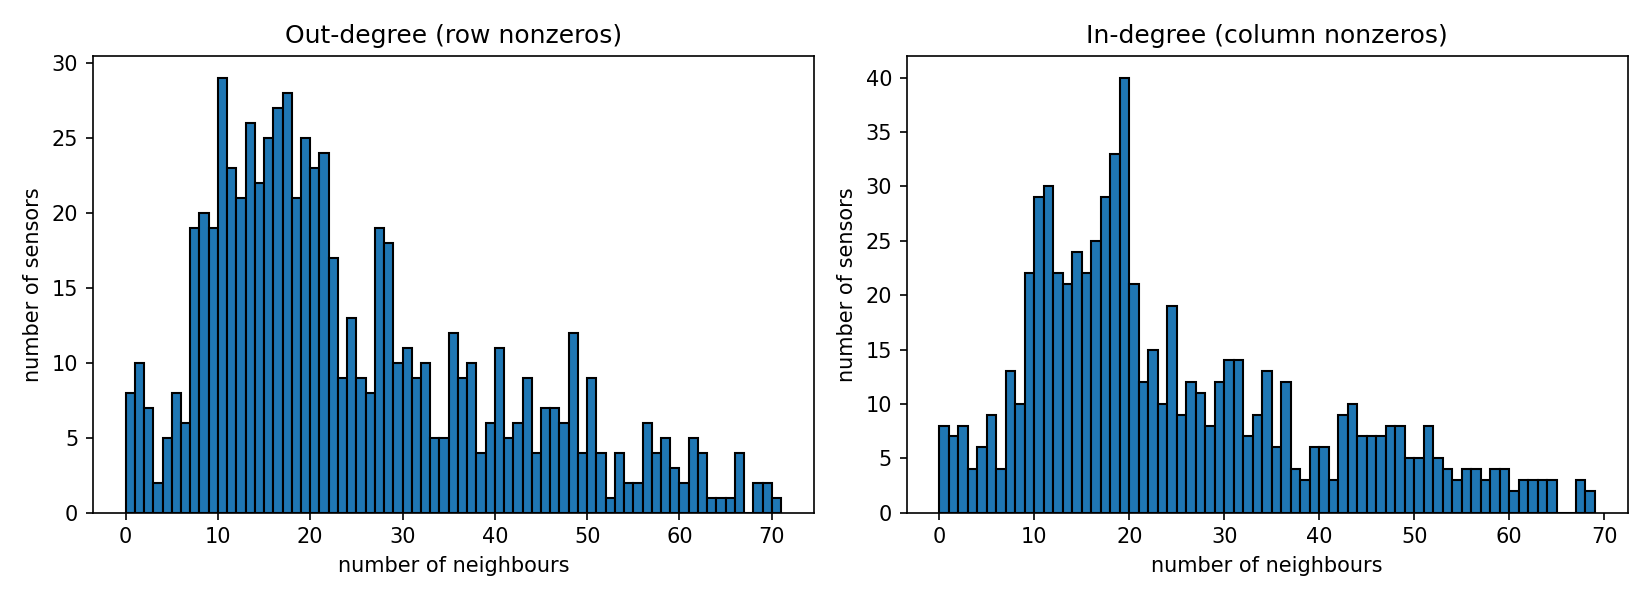 Out-degree (row nonzeros)
number of sensors
30
25
20
15
10
5
0
0 10 20 30 40 50 60 70
number of neighbours
In-degree (column nonzeros)
number of sensors
40
35
30
25
20
15
10
5
0
0 10 20 30 40 50 60 70
number of neighbours